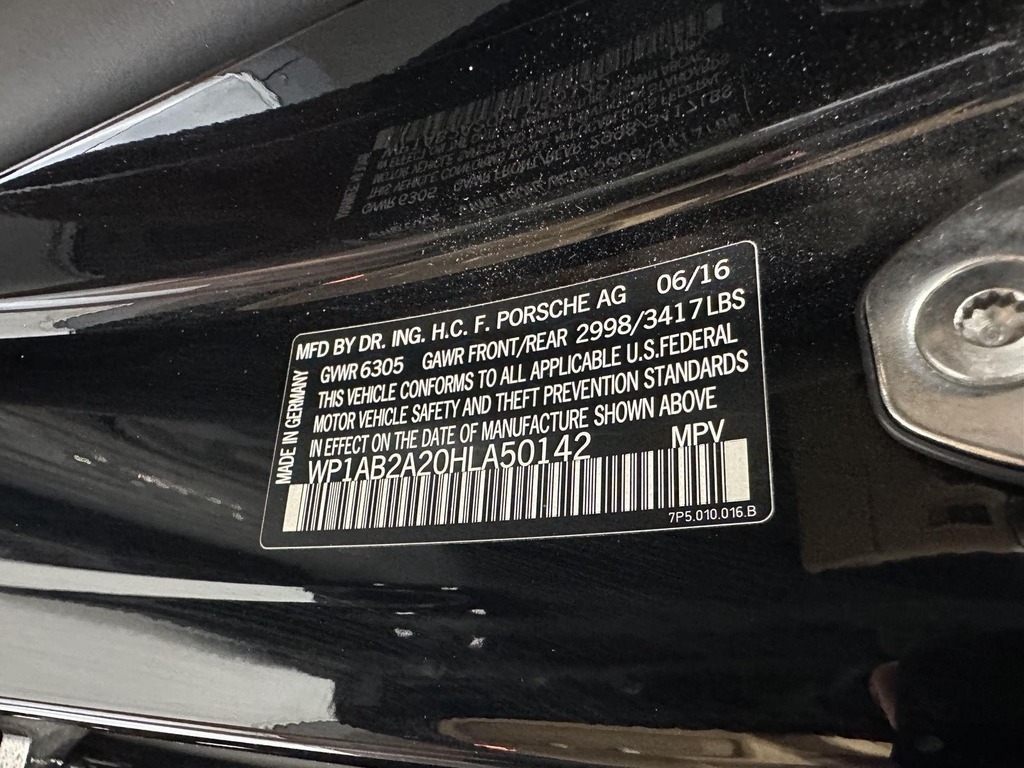 MFD BY DR. ING. H.C. F. PORSCHE AG 06/16
GVWR 6305 GAWR FRONT/REAR 2998/3417LBS
THIS VEHICLE CONFORMS TO ALL APPLICABLE U.S.FEDERAL
MOTOR VEHICLE SAFETY AND THEFT PREVENTION STANDARDS
IN EFFECT ON THE DATE OF MANUFACTURE SHOWN ABOVE
WP1AB2A20HLA50142 MPV
7P5.010.016.B
MADE IN GERMANY